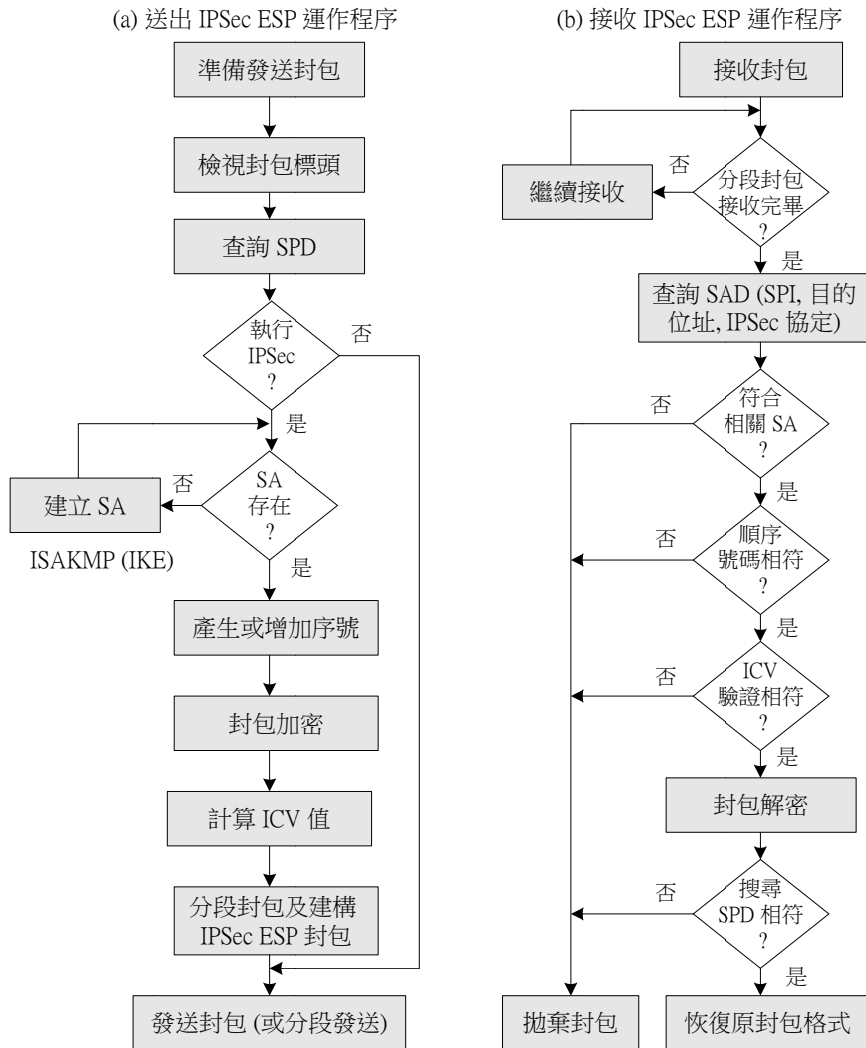 (a) 送出 IPSec ESP 運作程序
準備發送封包
檢視封包標頭
查詢 SPD
執行
IPSec
?
否
是
SA
存在
?
否
建立 SA
ISAKMP (IKE)
是
產生或增加序號
封包加密
計算 ICV 值
分段封包及建構
IPSec ESP 封包
發送封包 (或分段發送)
(b) 接收 IPSec ESP 運作程序
接收封包
分段封包
接收完畢
?
否
繼續接收
是
查詢 SAD (SPI, 目的
位址, IPSec 協定)
符合
相關 SA
?
否
是
順序
號碼相符
?
否
是
ICV
驗證相符
?
否
是
封包解密
搜尋
SPD 相符
?
否
是
拋棄封包
恢復原封包格式